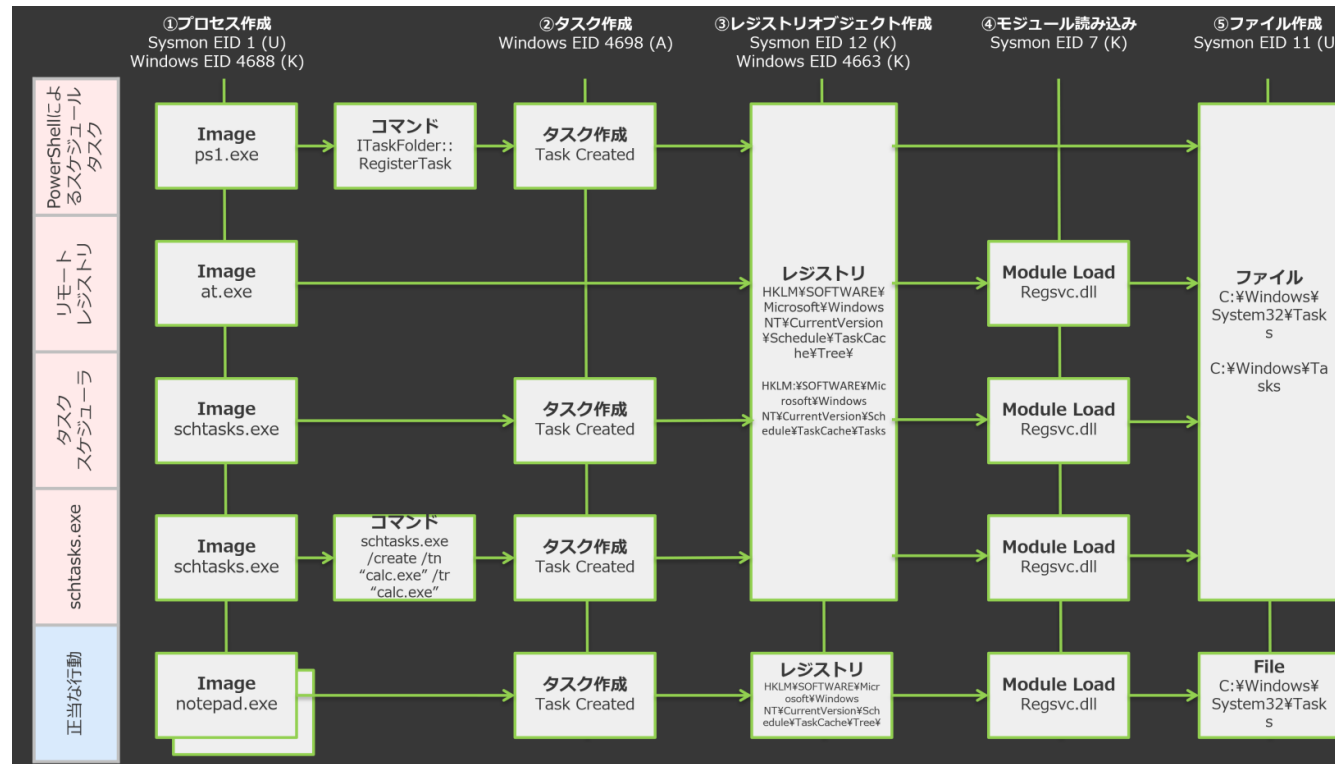 ①プロセス作成
Sysmon EID 1 (U)
Windows EID 4688 (K)
②タスク作成
Windows EID 4698 (A)
③レジストリオブジェクト作成
Sysmon EID 12 (K)
Windows EID 4663 (K)
④モジュール読み込み
Sysmon EID 7 (K)
⑤ファイル作成
Sysmon EID 11 (U
PowerShellによ
るスケジュール
タスク
Image
ps1.exe
コマンド
ITaskFolder::
RegisterTask
タスク作成
Task Created
リモート
レジストリ
Image
at.exe
レジストリ
HKLM¥SOFTWARE¥
Microsoft¥Windows
NT¥CurrentVersion
¥Schedule¥TaskCac
he¥Tree¥
HKLM:¥SOFTWARE¥Mic
rosoft¥Windows
NT¥CurrentVersion¥Sch
edule¥TaskCache¥Tasks
Module Load
Regsvc.dll
ファイル
C:¥Windows¥
System32¥Task
s
C:¥Windows¥Ta
sks
タスク
スケジューラ
Image
schtasks.exe
タスク作成
Task Created
Module Load
Regsvc.dll
schtasks.exe
Image
schtasks.exe
コマンド
schtasks.exe
/create /tn
“calc.exe” /tr
“calc.exe”
タスク作成
Task Created
Module Load
Regsvc.dll
正当な行動
Image
notepad.exe
タスク作成
Task Created
レジストリ
HKLM¥SOFTWARE¥Micr
osoft¥Windows
NT¥CurrentVersion¥Sch
edule¥TaskCache¥Tree¥
Module Load
Regsvc.dll
File
C:¥Windows¥
System32¥Task
s